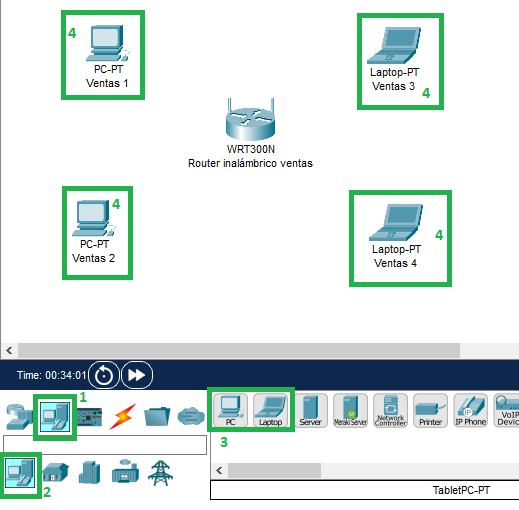 4
PC-PT
Ventas 1
Laptop-PT
Ventas 3
4
WRT300N
Router inalámbrico ventas
4
PC-PT
Ventas 2
4
Laptop-PT
Ventas 4
Time: 00:34:01
1
PC
Laptop
Server
Meraki Server
Network
Controller
Printer
IP Phone
VoIP
Devic
3
2
TabletPC-PT